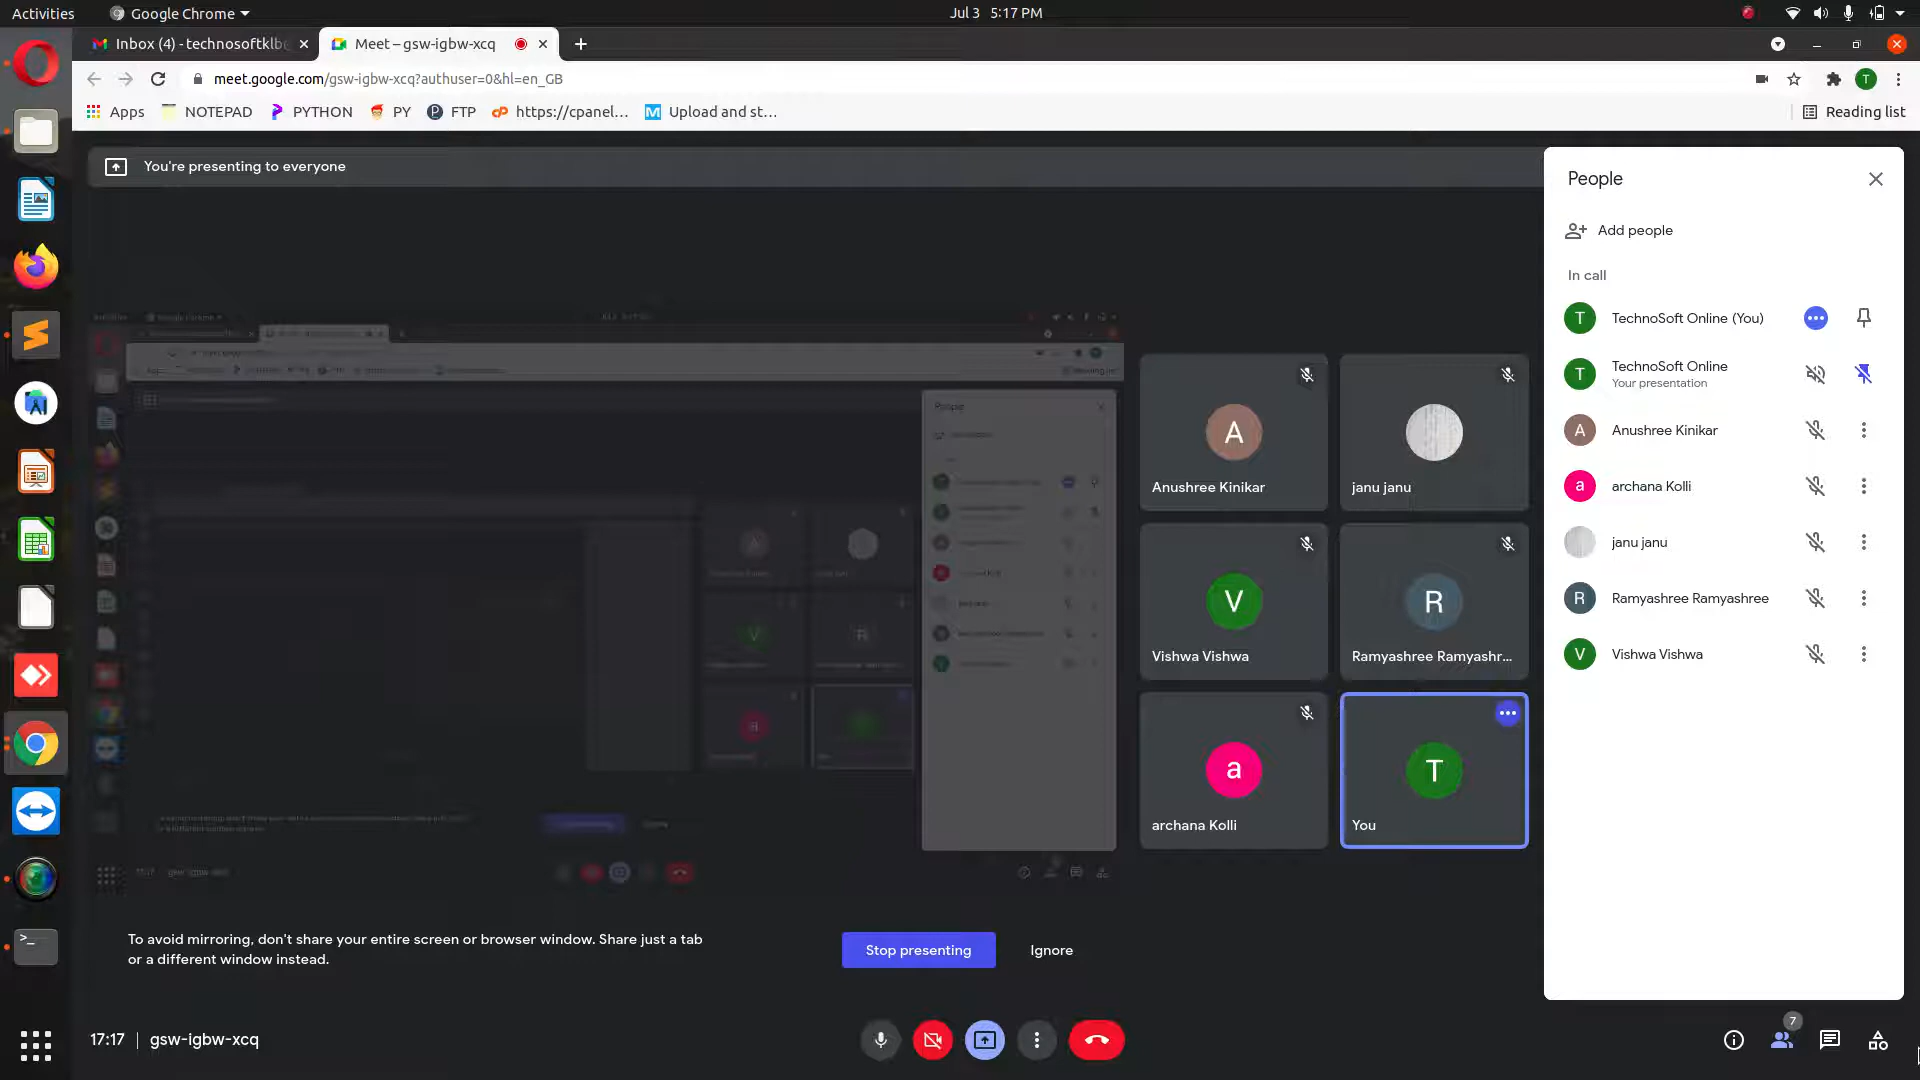 Activities
Google Chrome
Jul 3 5:17 PM
Inbox (4) - technosoftklb
Meet – gsw-igbw-xcq
meet.google.com/gsw-igbw-xcq?authuser=0&hl=en_GB
T
Apps
NOTEPAD
PYTHON
PY
FTP
https://cpanel...
Upload and st...
Reading list
You're presenting to everyone
People
Add people
In call
T
TechnoSoft Online (You)
T
TechnoSoft Online
Your presentation
A
Anushree Kinikar
a
archana Kolli
janu janu
R
Ramyashree Ramyashree
V
Vishwa Vishwa
A
Anushree Kinikar
janu janu
V
Vishwa Vishwa
R
Ramyashree Ramyashr...
a
archana Kolli
T
You
To avoid mirroring, don't share your entire screen or browser window. Share just a tab
or a different window instead.
Stop presenting
Ignore
17:17
gsw-igbw-xcq
7